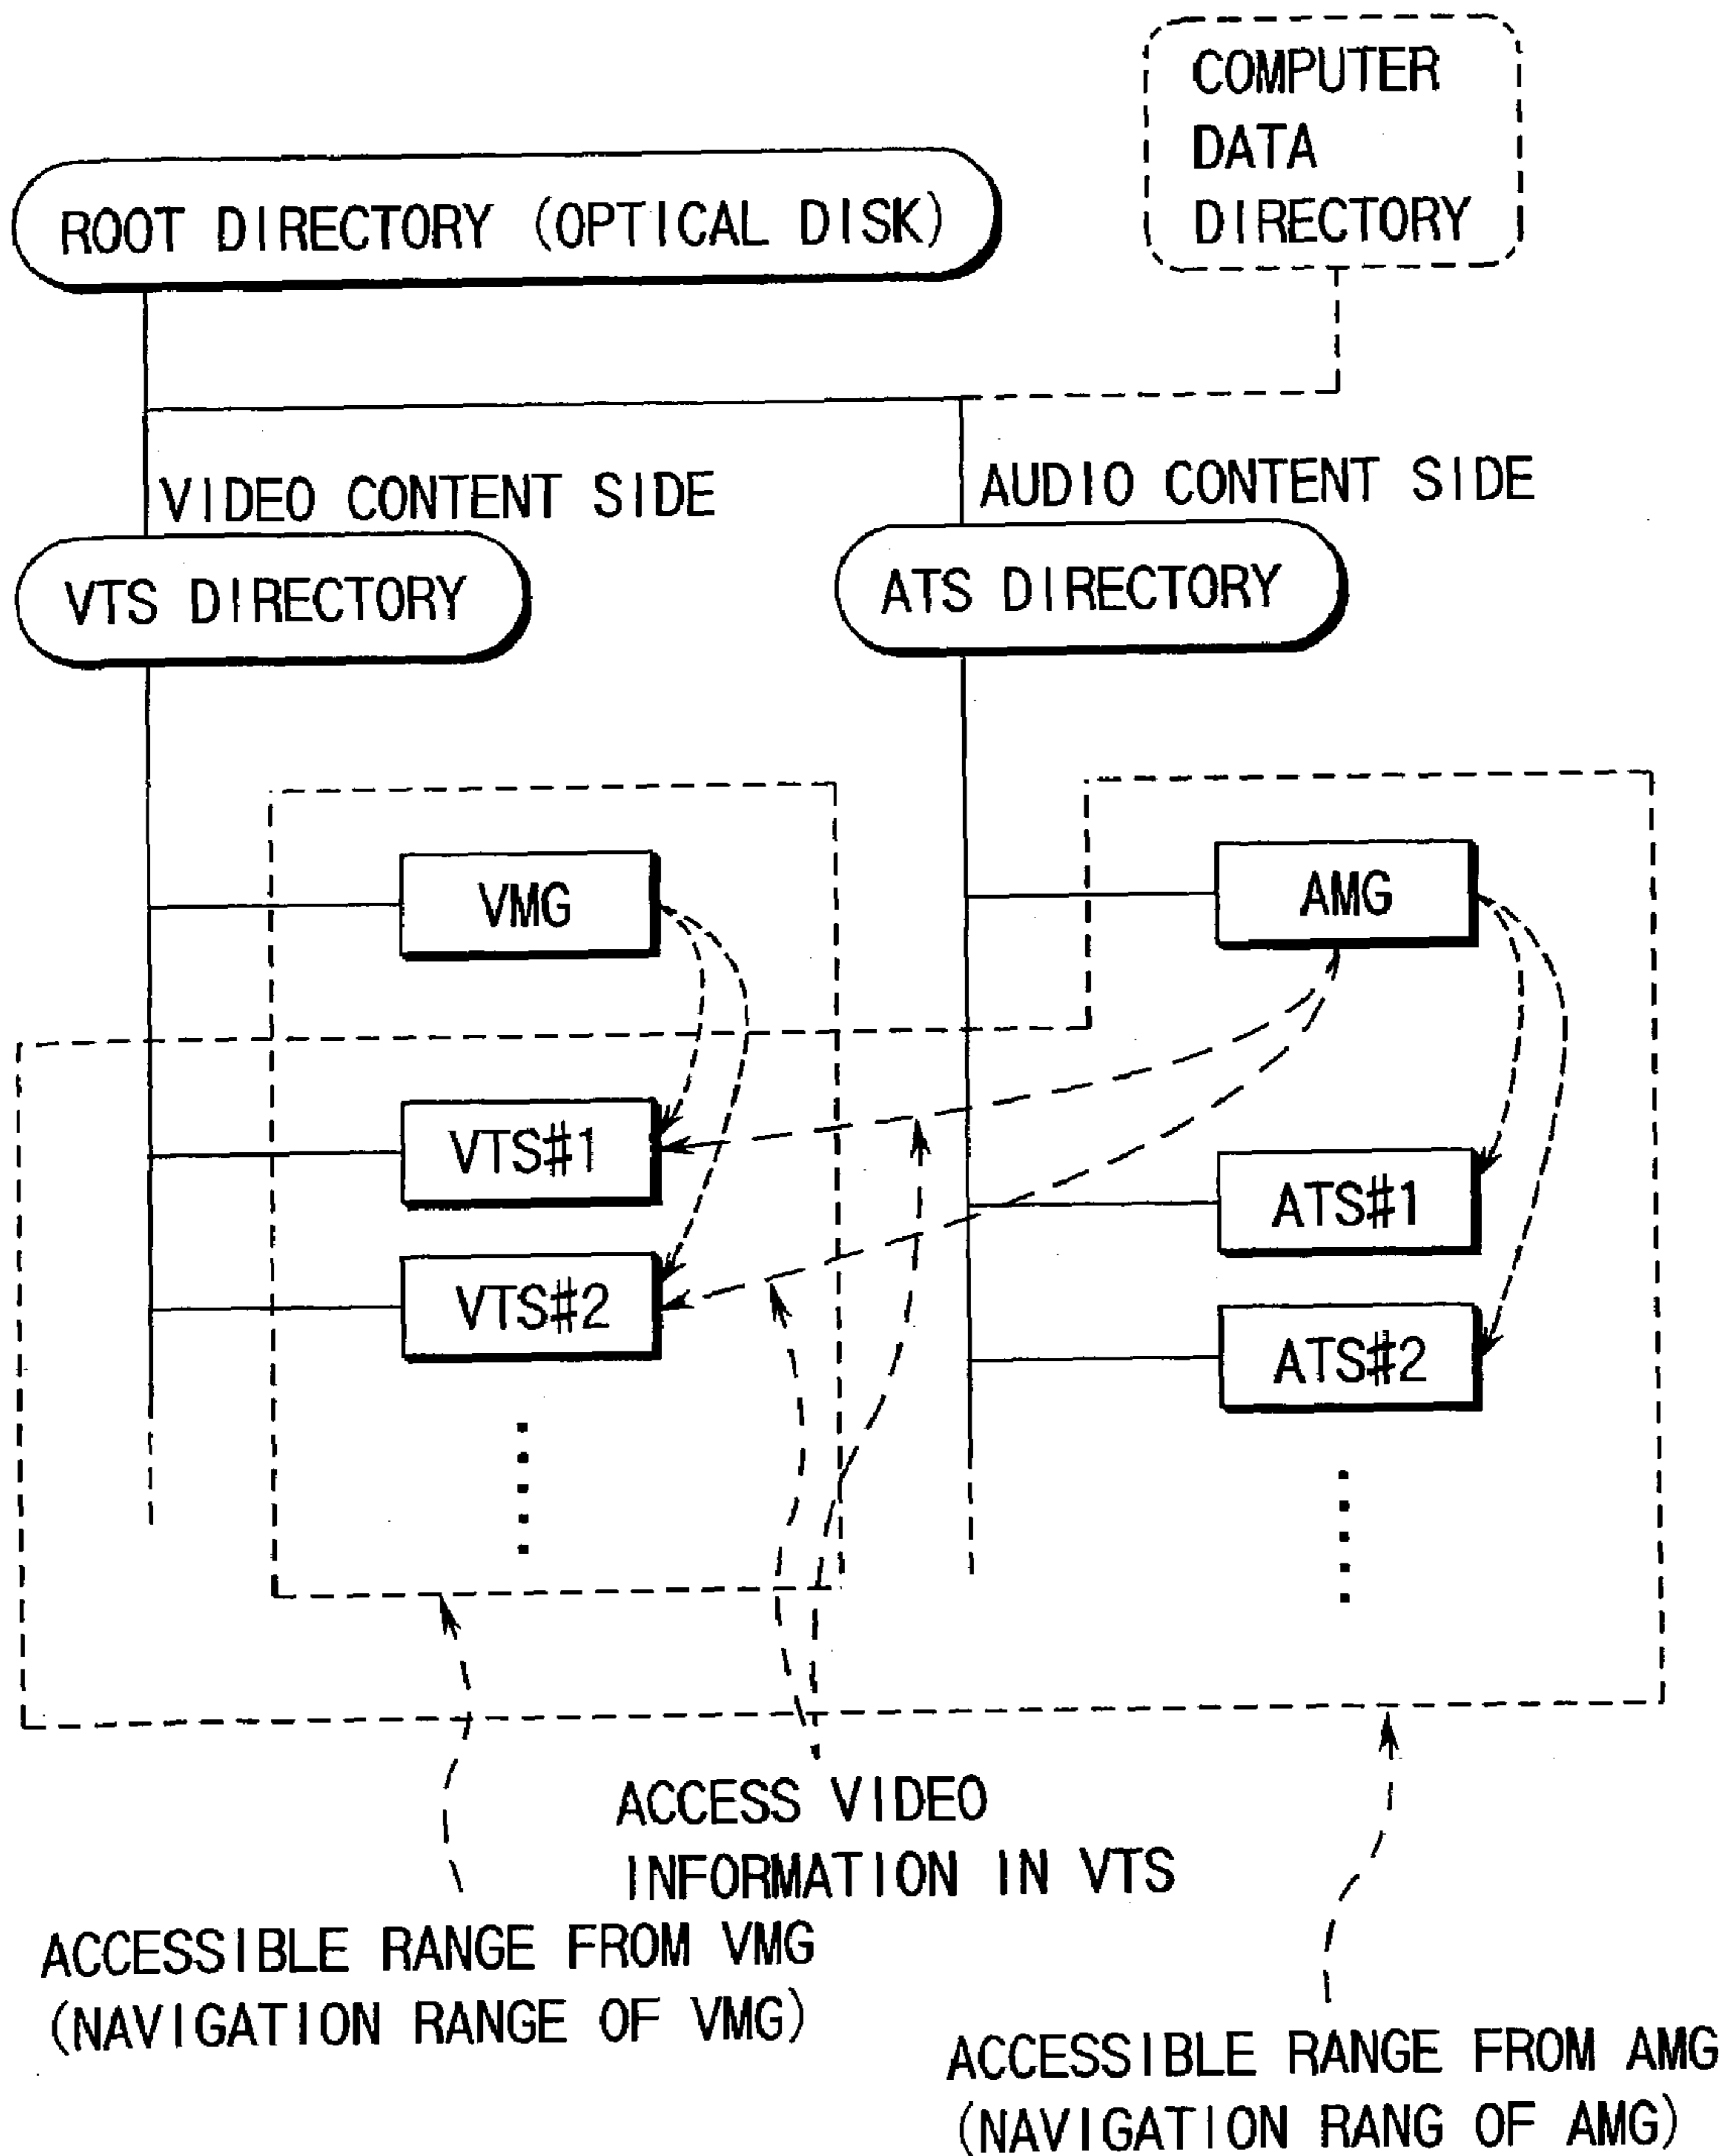 COMPUTER
DATA
DIRECTORY
ROOT DIRECTORY (OPTICAL DISK)
VIDEO CONTENT SIDE
AUDIO CONTENT SIDE
VTS DIRECTORY
ATS DIRECTORY
VMG
AMG
VTS#1
ATS#1
VTS#2
ATS#2
ACCESS VIDEO
INFORMATION IN VTS
ACCESSIBLE RANGE FROM VMG
(NAVIGATION RANGE OF VMG)
ACCESSIBLE RANGE FROM AMG
(NAVIGATION RANG OF AMG)